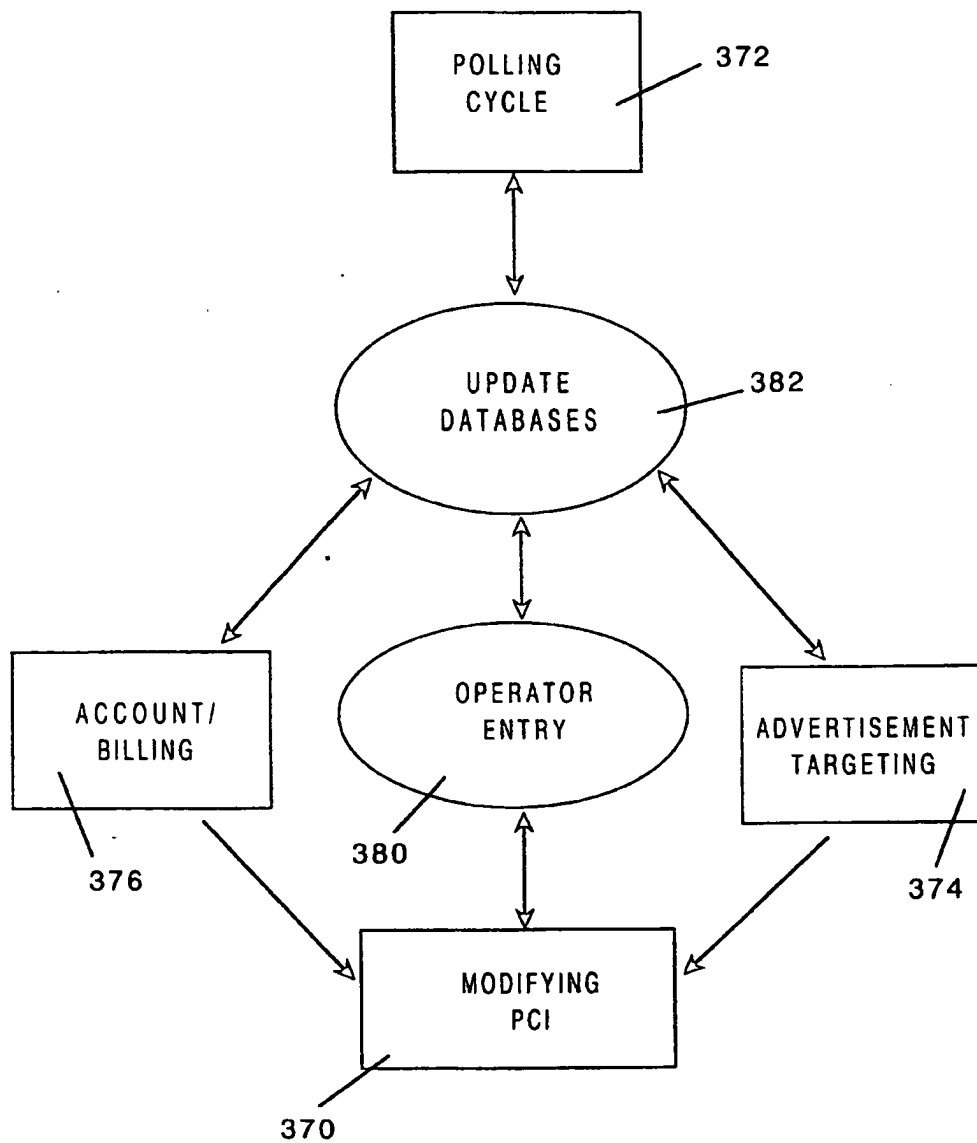 POLLING
CYCLE
372
UPDATE
DATABASES
382
ACCOUNT/
BILLING
376
OPERATOR
ENTRY
380
ADVERTISEMENT
TARGETING
374
MODIFYING
PCI
370